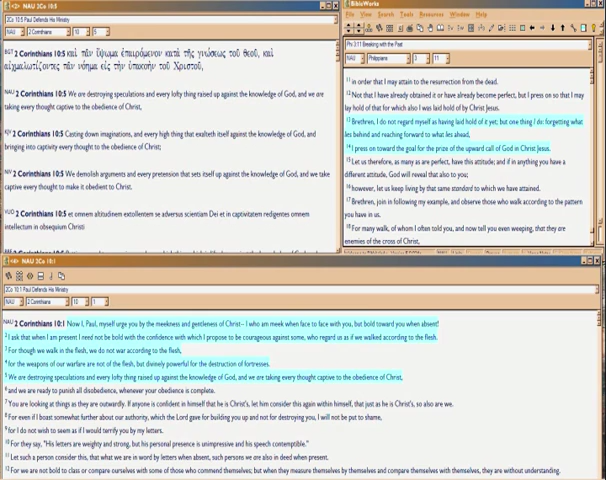 <2> NAU 2 Co 10:5
2Co 10:5 Paul Defends His Ministry
NAU 2 Corinthians 10 5
BGT 2 Corinthians 10:5 καὶ πᾶν ὕψωμα ἐπαιρόμενον κατὰ τῆς γνώσεως τοῦ θεοῦ, καὶ
αἰχμαλωτίζοντες πᾶν νόημα εἰς τὴν ὑπακοὴν τοῦ Χριστοῦ,
NAU 2 Corinthians 10:5 We are destroying speculations and every lofty thing raised up against the knowledge of God, and we are
taking every thought captive to the obedience of Christ,
KJV 2 Corinthians 10:5 Casting down imaginations, and every high thing that exalteth itself against the knowledge of God, and
bringing into captivity every thought to the obedience of Christ;
NIV 2 Corinthians 10:5 We demolish arguments and every pretension that sets itself up against the knowledge of God, and we take
captive every thought to make it obedient to Christ.
VUO 2 Corinthians 10:5 et omnem altitudinem extollentem se adversus scientiam Dei et in captivitatem redigentes omnem
intellectum in obsequium Christi
BibleWorks
File View Search Tools Resources Window Help
Phi 3:11 Breaking with the Past
NAU Philippians 3 11
11 in order that I may attain to the resurrection from the dead.
12 Not that I have already obtained it or have already become perfect, but I press on so that I may
lay hold of that for which also I was laid hold of by Christ Jesus.
13 Brethren, I do not regard myself as having laid hold of it yet; but one thing I do: forgetting what
lies behind and reaching forward to what lies ahead,
14 I press on toward the goal for the prize of the upward call of God in Christ Jesus.
15 Let us therefore, as many as are perfect, have this attitude; and if in anything you have a
different attitude, God will reveal that also to you;
16 however, let us keep living by that same standard to which we have attained.
17 Brethren, join in following my example, and observe those who walk according to the pattern
you have in us.
18 For many walk, of whom I often told you, and now tell you even weeping, that they are
enemies of the cross of Christ,
NAU 2Co 10:1
2Co 10:1 Paul Defends His Ministry
NAU 2 Corinthians 10 1
NAU 2 Corinthians 10:1 Now I, Paul, myself urge you by the meekness and gentleness of Christ-- I who am meek when face to face with you, but bold toward you when absent!
2 I ask that when I am present I need not be bold with the confidence with which I propose to be courageous against some, who regard us as if we walked according to the flesh.
3 For though we walk in the flesh, we do not war according to the flesh,
4 for the weapons of our warfare are not of the flesh, but divinely powerful for the destruction of fortresses.
5 We are destroying speculations and every lofty thing raised up against the knowledge of God, and we are taking every thought captive to the obedience of Christ,
6 and we are ready to punish all disobedience, whenever your obedience is complete.
7 You are looking at things as they are outwardly. If anyone is confident in himself that he is Christ's, let him consider this again within himself, that just as he is Christ's, so also are we.
8 For even if I boast somewhat further about our authority, which the Lord gave for building you up and not for destroying you, I will not be put to shame,
9 for I do not wish to seem as if I would terrify you by my letters.
10 For they say, "His letters are weighty and strong, but his personal presence is unimpressive and his speech contemptible."
11 Let such a person consider this, that what we are in word by letters when absent, such persons we are also in deed when present.
12 For we are not bold to class or compare ourselves with some of those who commend themselves; but when they measure themselves by themselves and compare themselves with themselves, they are without understanding.